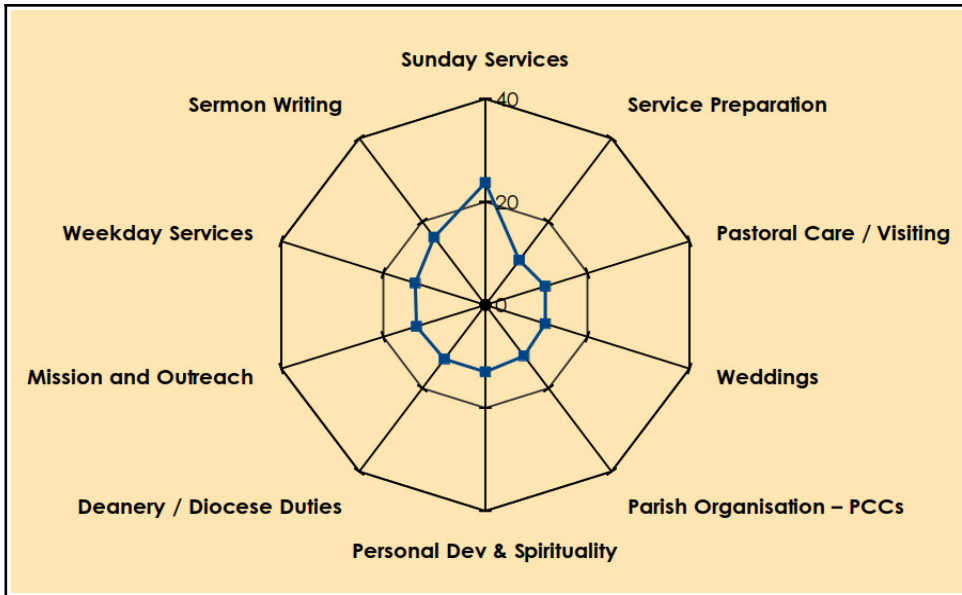 Sunday Services
40
Sermon Writing
Service Preparation
20
Weekday Services
Pastoral Care / Visiting
0
Mission and Outreach
Weddings
Deanery / Diocese Duties
Parish Organisation – PCCs
Personal Dev & Spirituality